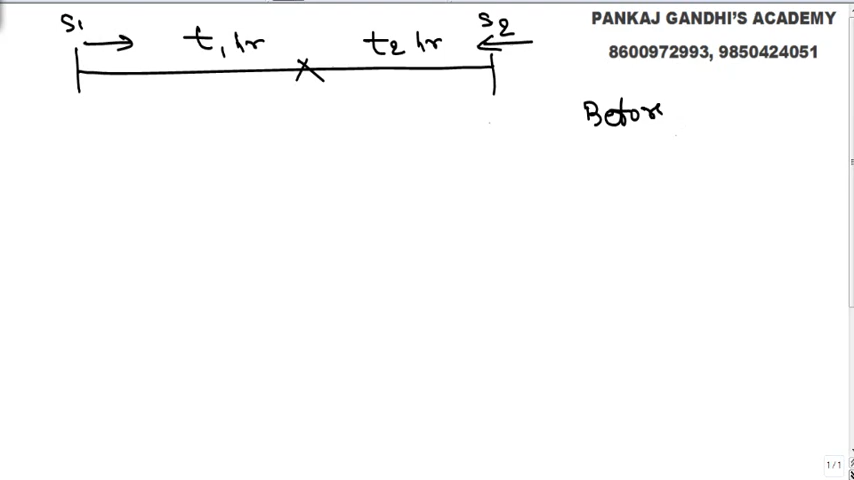 S1 t1 hr t2 hr S2
PANKAJ GANDHI'S ACADEMY
8600972993, 9850424051
Before
1/1